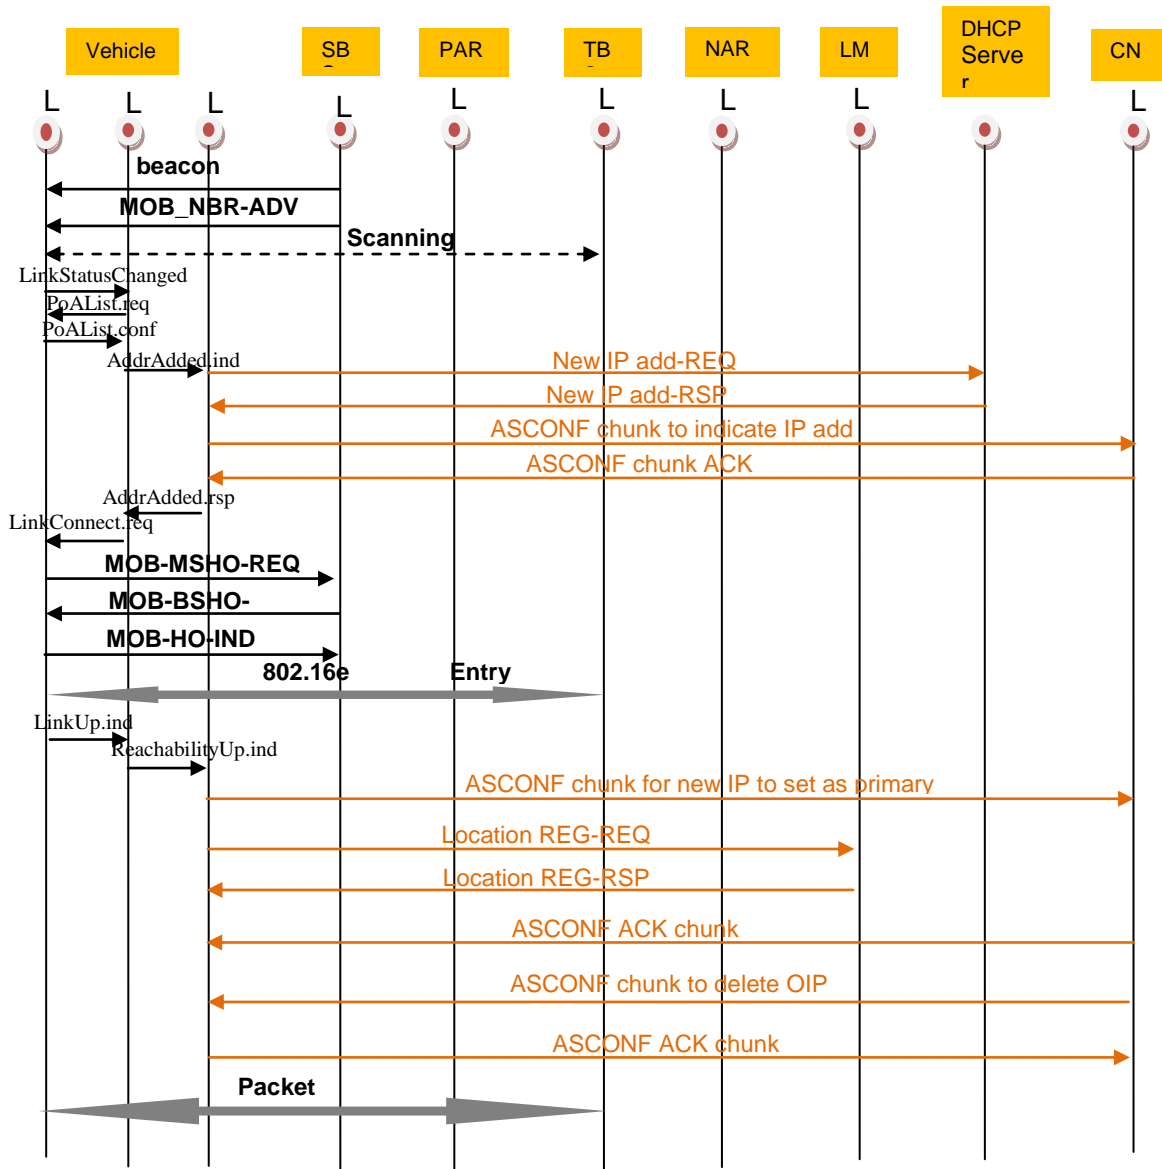 Vehicle
SB
PAR
TB
NAR
LM
DHCP
Serve
r
CN
L L L L L L L L L
beacon
MOB_NBR-ADV
Scanning
LinkStatusChanged
PoAList.req
PoAList.conf
AddrAdded.ind
New IP add-REQ
New IP add-RSP
ASCONF chunk to indicate IP add
ASCONF chunk ACK
AddrAdded.rsp
LinkConnect.req
MOB-MSHO-REQ
MOB-BSHO-
MOB-HO-IND
802.16e Entry
LinkUp.ind
ReachabilityUp.ind
ASCONF chunk for new IP to set as primary
Location REG-REQ
Location REG-RSP
ASCONF ACK chunk
ASCONF chunk to delete OIP
ASCONF ACK chunk
Packet